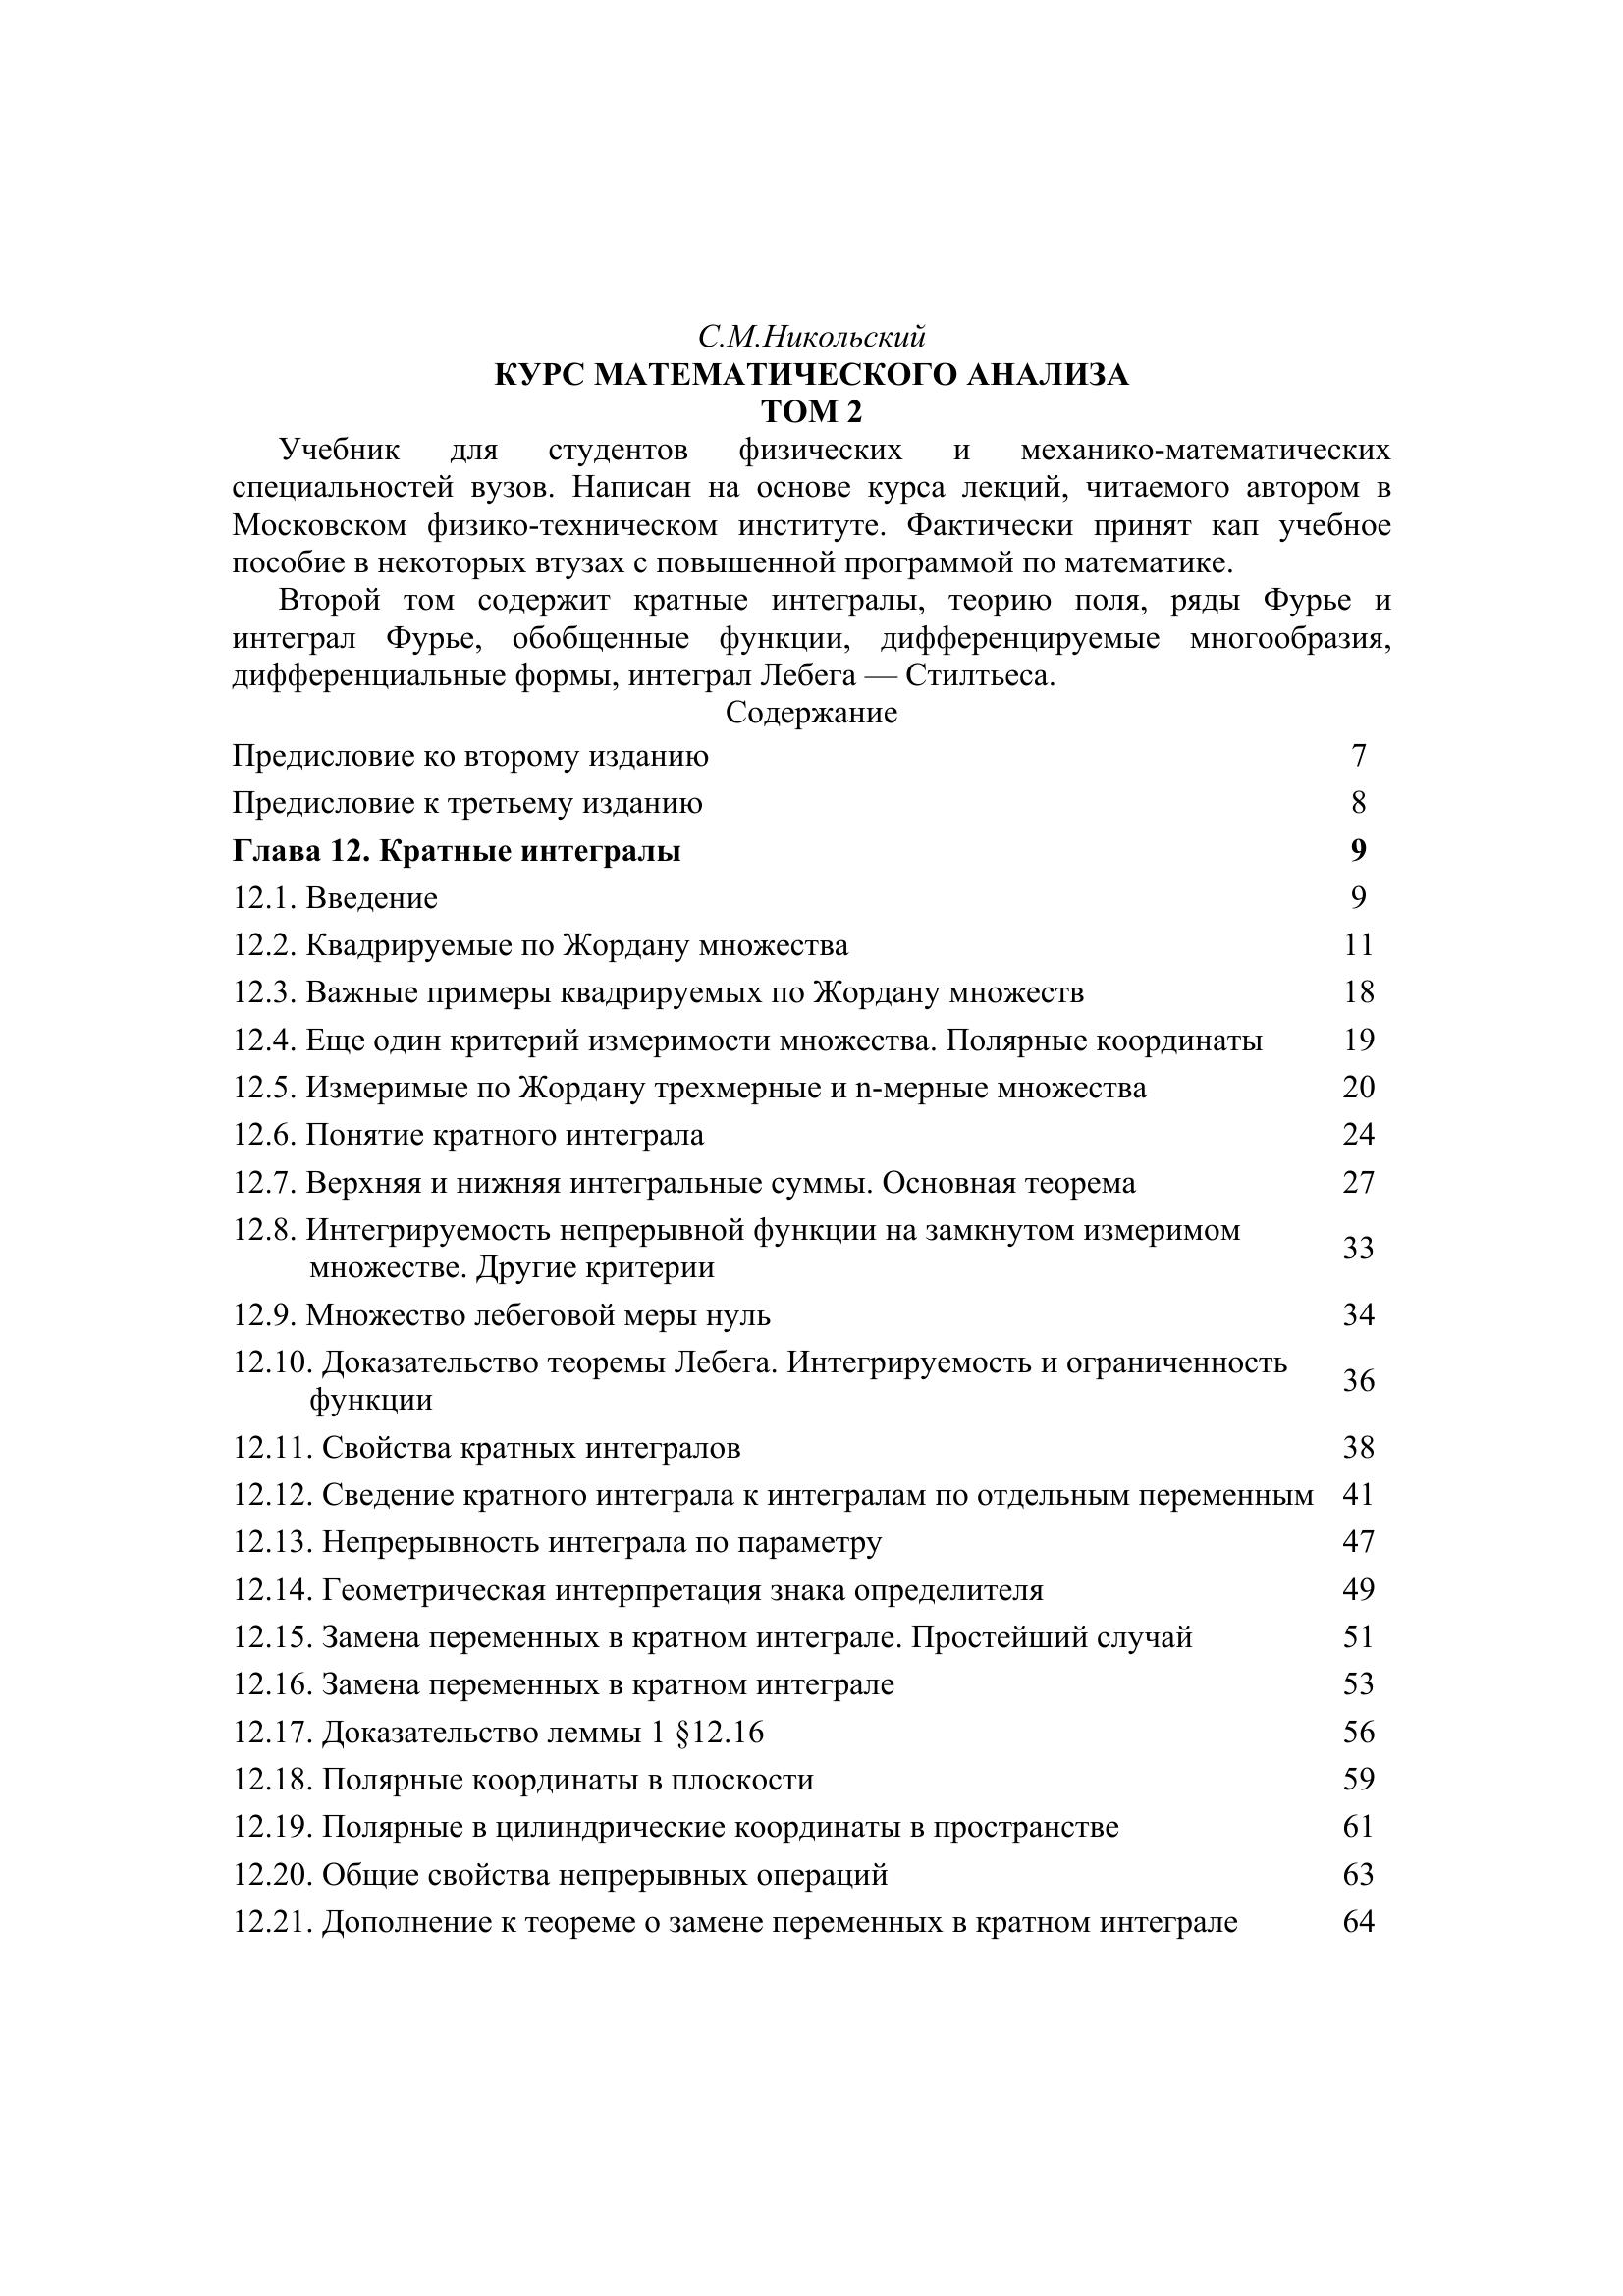 С.М.Никольский
КУРС МАТЕМАТИЧЕСКОГО АНАЛИЗА
ТОМ 2
Учебник для студентов физических и механико-математических
специальностей вузов. Написан на основе курса лекций, читаемого автором в
Московском физико-техническом институте. Фактически принят кап учебное
пособие в некоторых втузах с повышенной программой по математике.
Второй том содержит кратные интегралы, теорию поля, ряды Фурье и
интеграл Фурье, обобщенные функции, дифференцируемые многообразия,
дифференциальные формы, интеграл Лебега — Стилтьеса.
Содержание
Предисловие ко второму изданию 7
Предисловие к третьему изданию 8
Глава 12. Кратные интегралы 9
12.1. Введение 9
12.2. Квадрируемые по Жордану множества 11
12.3. Важные примеры квадрируемых по Жордану множеств 18
12.4. Еще один критерий измеримости множества. Полярные координаты 19
12.5. Измеримые по Жордану трехмерные и n-мерные множества 20
12.6. Понятие кратного интеграла 24
12.7. Верхняя и нижняя интегральные суммы. Основная теорема 27
12.8. Интегрируемость непрерывной функции на замкнутом измеримом
множестве. Другие критерии 33
12.9. Множество лебеговой меры нуль 34
12.10. Доказательство теоремы Лебега. Интегрируемость и ограниченность
функции 36
12.11. Свойства кратных интегралов 38
12.12. Сведение кратного интеграла к интегралам по отдельным переменным 41
12.13. Непрерывность интеграла по параметру 47
12.14. Геометрическая интерпретация знака определителя 49
12.15. Замена переменных в кратном интеграле. Простейший случай 51
12.16. Замена переменных в кратном интеграле 53
12.17. Доказательство леммы 1 §12.16 56
12.18. Полярные координаты в плоскости 59
12.19. Полярные в цилиндрические координаты в пространстве 61
12.20. Общие свойства непрерывных операций 63
12.21. Дополнение к теореме о замене переменных в кратном интеграле 64